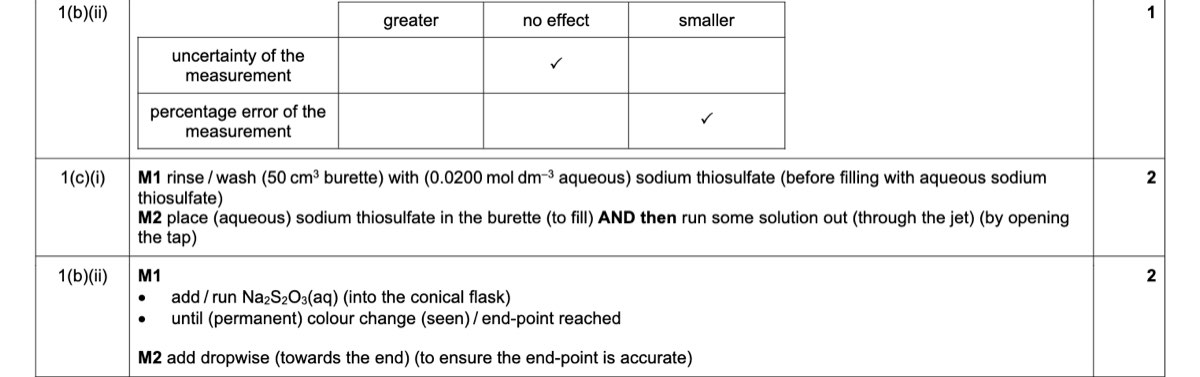 1(b)(ii) greater no effect smaller 1
uncertainty of the
measurement ✓
percentage error of the
measurement ✓
1(c)(i) M1 rinse / wash (50 cm³ burette) with (0.0200 mol dm⁻³ aqueous) sodium thiosulfate (before filling with aqueous sodium 2
thiosulfate)
M2 place (aqueous) sodium thiosulfate in the burette (to fill) AND then run some solution out (through the jet) (by opening
the tap)
1(b)(ii) M1 2
• add / run Na₂S₂O₃(aq) (into the conical flask)
• until (permanent) colour change (seen) / end-point reached
M2 add dropwise (towards the end) (to ensure the end-point is accurate)